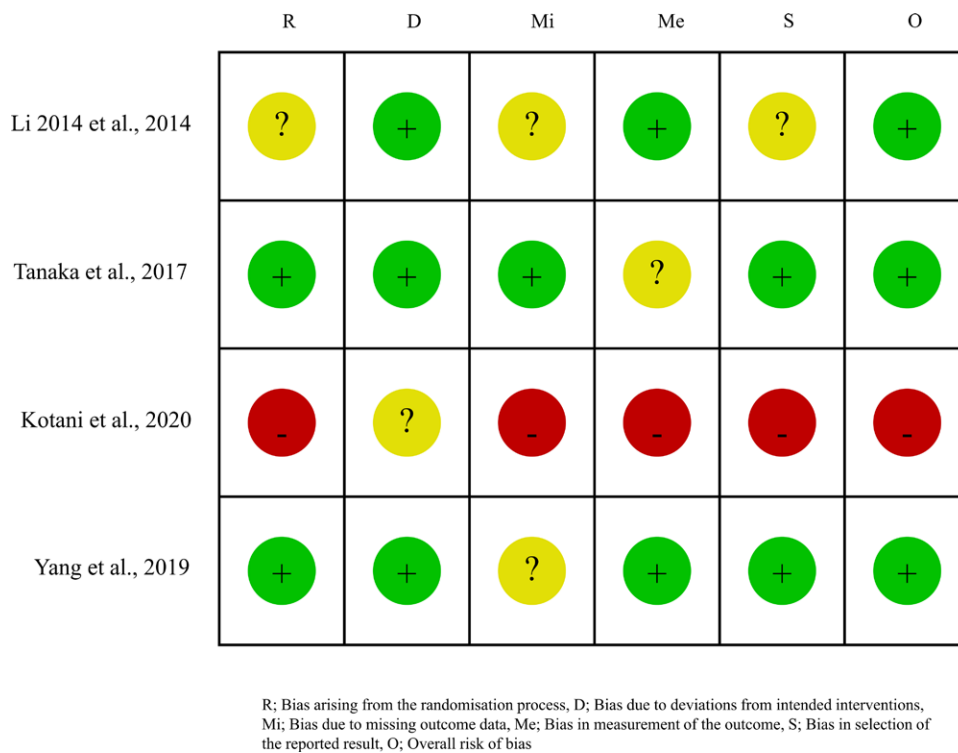 R D Mi Me S O
Li 2014 et al., 2014 ? + ? + ? +
Tanaka et al., 2017 + + + ? + +
Kotani et al., 2020 - ? - - - -
Yang et al., 2019 + + ? + + +
R; Bias arising from the randomisation process, D; Bias due to deviations from intended interventions,
Mi; Bias due to missing outcome data, Me; Bias in measurement of the outcome, S; Bias in selection of
the reported result, O; Overall risk of bias